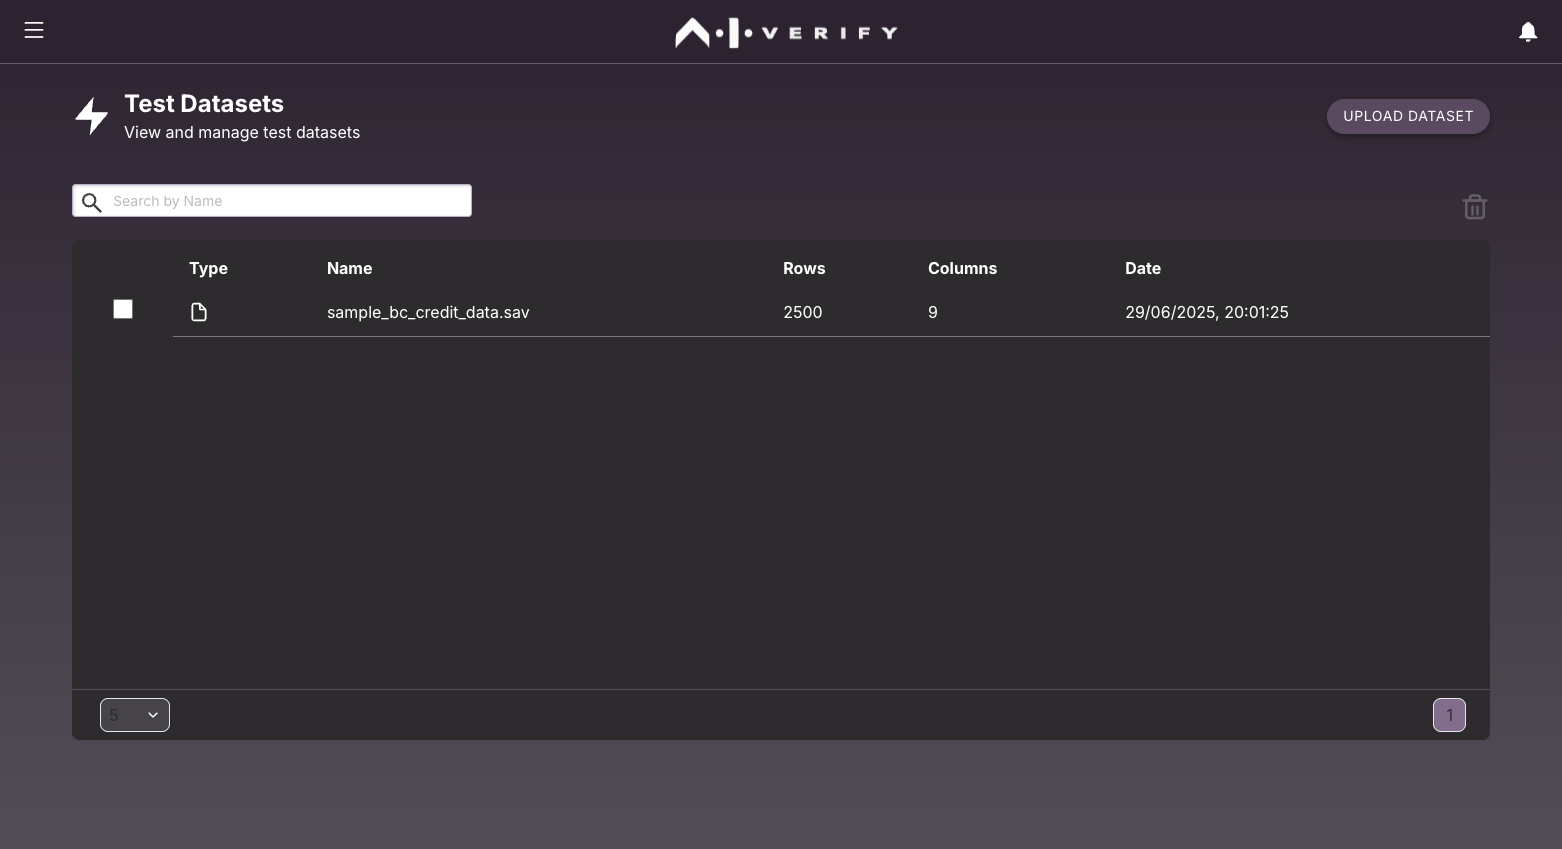 A.I. VERIFY
Test Datasets
View and manage test datasets
UPLOAD DATASET
Search by Name
Type Name Rows Columns Date
sample_bc_credit_data.sav 2500 9 29/06/2025, 20:01:25
5 1